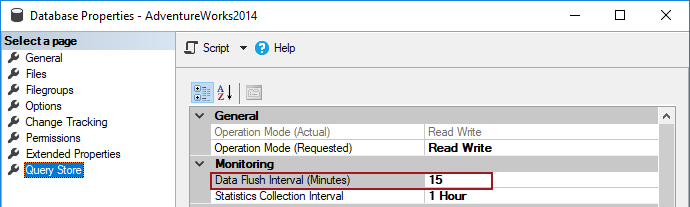 Database Properties - AdventureWorks2014
Select a page
General
Files
Filegroups
Options
Change Tracking
Permissions
Extended Properties
Query Store
Script Help
General
Operation Mode (Actual) Read Write
Operation Mode (Requested) Read Write
Monitoring
Data Flush Interval (Minutes) 15
Statistics Collection Interval 1 Hour